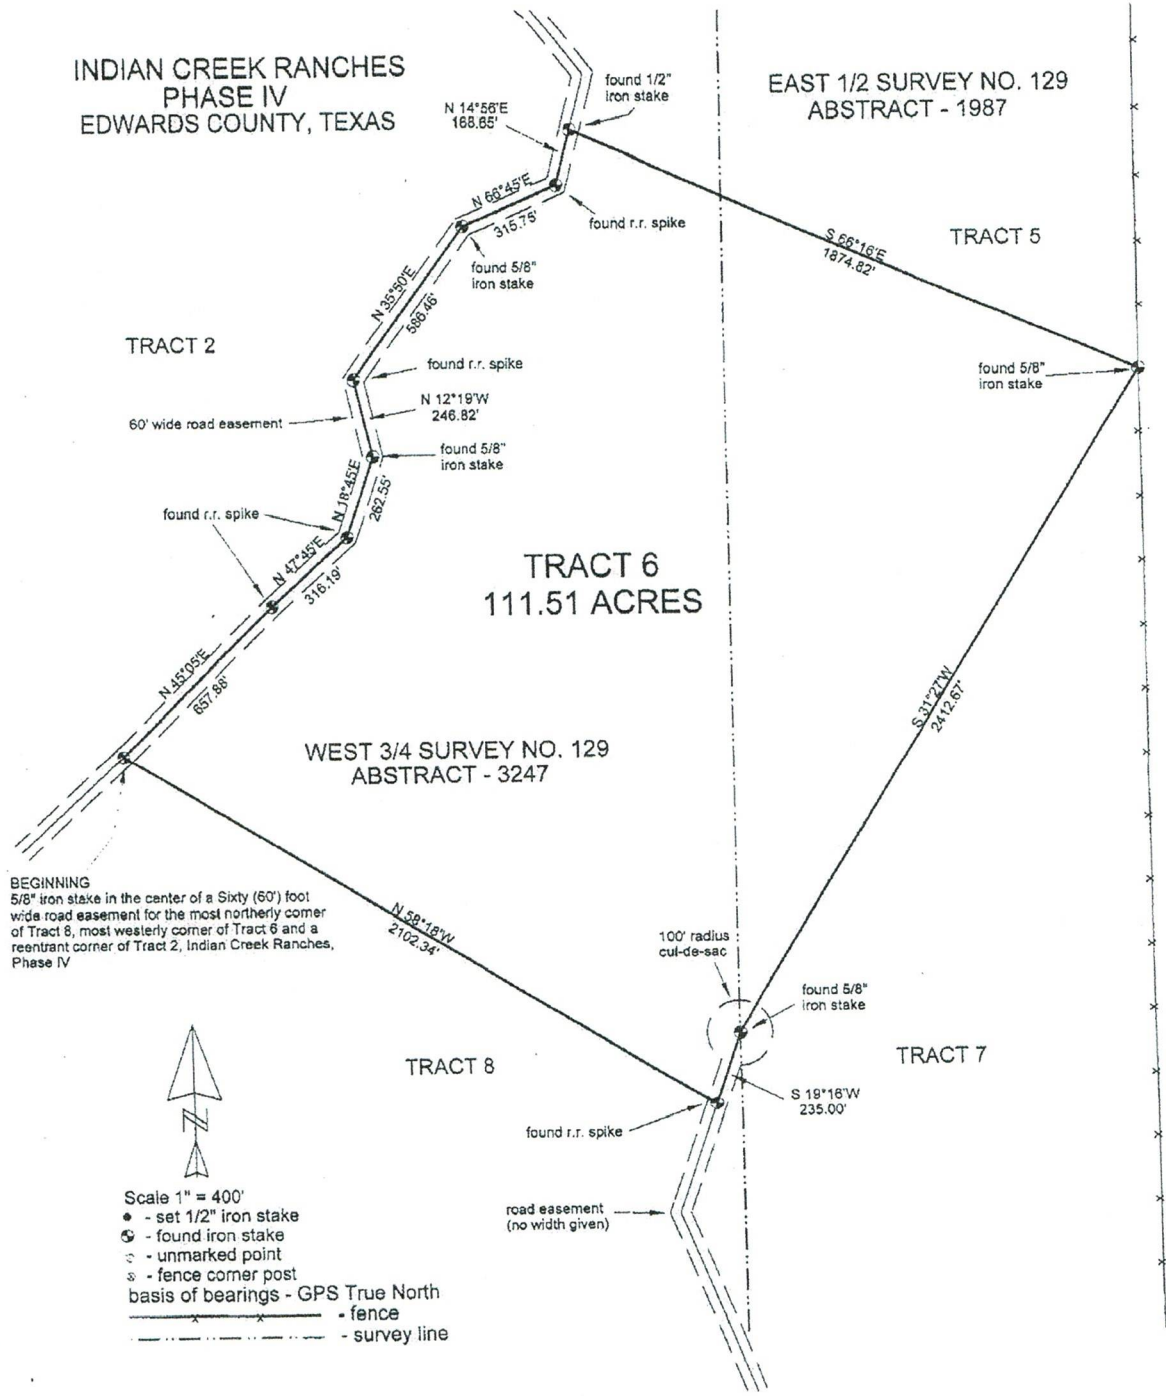 INDIAN CREEK RANCHES
PHASE IV
EDWARDS COUNTY, TEXAS
EAST 1/2 SURVEY NO. 129
ABSTRACT - 1987
found 1/2"
iron stake
N 14°56'E
168.65'
N 66°45'E
315.75'
found r.r. spike
found 5/8"
iron stake
TRACT 5
S 66°16'E
1874.82'
N 35°50'E
586.46'
TRACT 2
found r.r. spike
found 5/8"
iron stake
N 12°19'W
246.82'
60' wide road easement
found 5/8"
iron stake
N 18°45'E
262.55'
found r.r. spike
N 47°45'E
316.19'
TRACT 6
111.51 ACRES
N 45°05'E
657.88'
S 31°27'W
2412.67'
WEST 3/4 SURVEY NO. 129
ABSTRACT - 3247
BEGINNING
5/8" iron stake in the center of a Sixty (60') foot
wide road easement for the most northerly corner
of Tract 8, most westerly corner of Tract 6 and a
reentrant corner of Tract 2, Indian Creek Ranches,
Phase IV
N 58°18'W
2102.34'
100' radius
cul-de-sac
found 5/8"
iron stake
TRACT 8
TRACT 7
S 19°16'W
235.00'
found r.r. spike
road easement
(no width given)
N
Scale 1" = 400'
- set 1/2" iron stake
- found iron stake
- unmarked point
- fence corner post
basis of bearings - GPS True North
- fence
- survey line